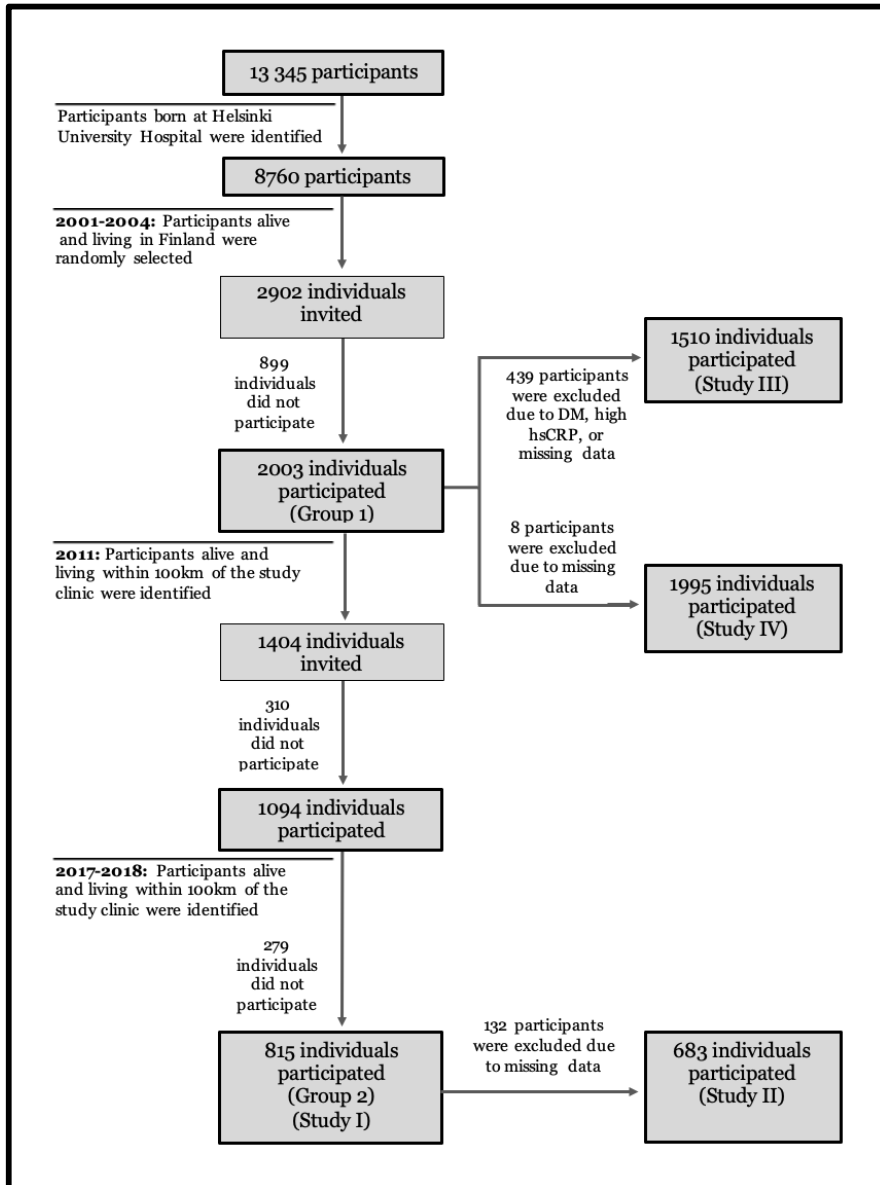 13 345 participants
Participants born at Helsinki
University Hospital were identified
8760 participants
2001-2004: Participants alive
and living in Finland were
randomly selected
2902 individuals
invited
899
individuals
did not
participate
2003 individuals
participated
(Group 1)
439 participants
were excluded
due to DM, high
hsCRP, or
missing data
1510 individuals
participated
(Study III)
8 participants
were excluded
due to missing
data
1995 individuals
participated
(Study IV)
2011: Participants alive and
living within 100km of the study
clinic were identified
1404 individuals
invited
310
individuals
did not
participate
1094 individuals
participated
2017-2018: Participants alive
and living within 100km of the
study clinic were identified
279
individuals
did not
participate
815 individuals
participated
(Group 2)
(Study I)
132 participants
were excluded due
to missing data
683 individuals
participated
(Study II)